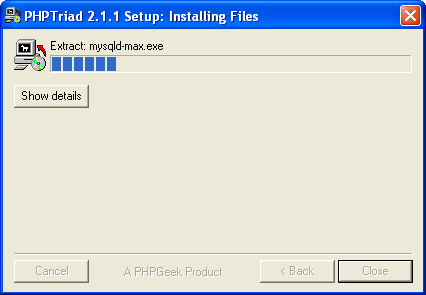 PHPTriad 2.1.1 Setup: Installing Files
Extract: mysqld-max.exe
Show details
Cancel
A PHPGeek Product
< Back
Close